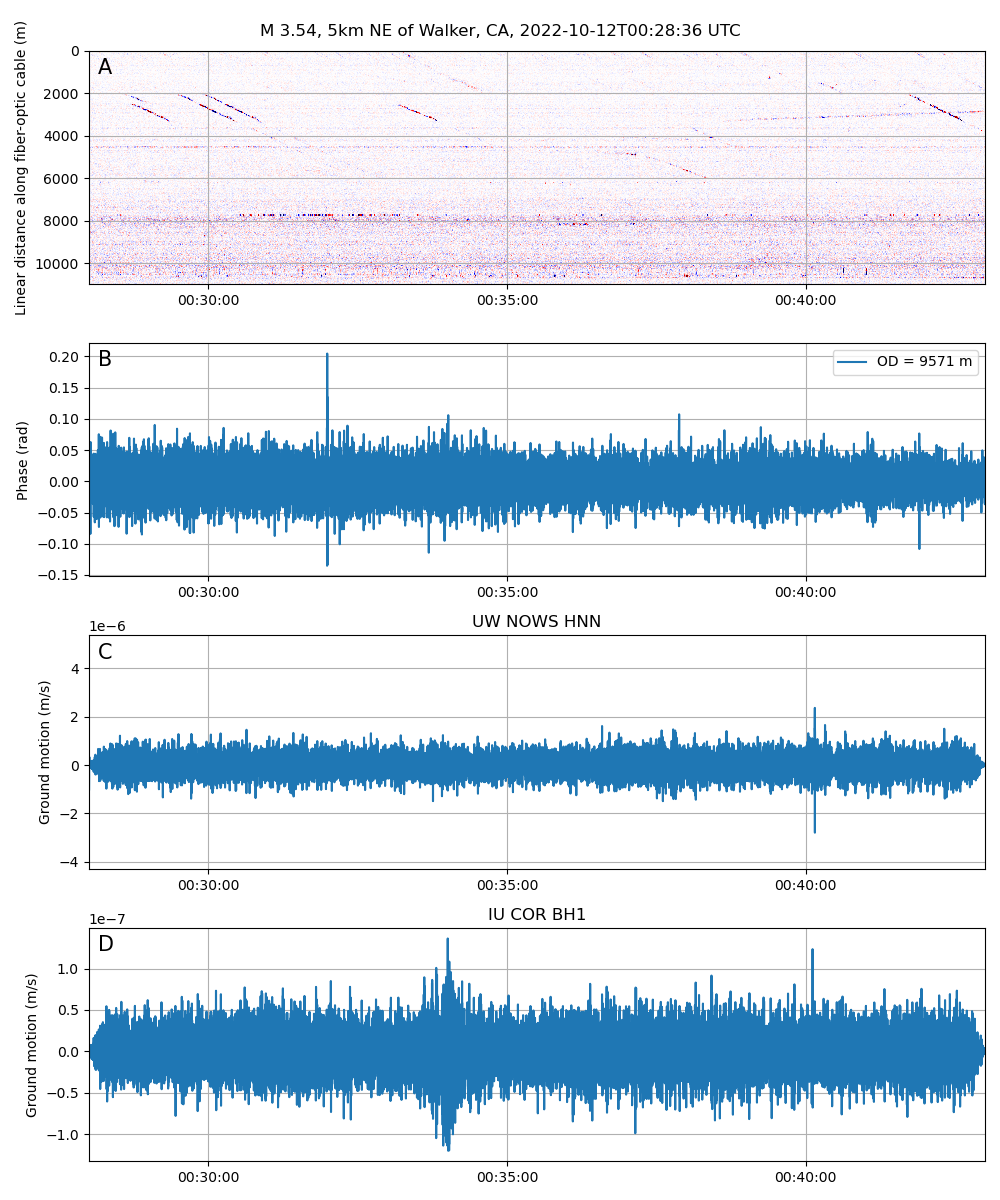 M 3.54, 5km NE of Walker, CA, 2022-10-12T00:28:36 UTC
A
Linear distance along fiber-optic cable (m)
0
2000
4000
6000
8000
10000
00:30:00 00:35:00 00:40:00
B
OD = 9571 m
Phase (rad)
0.20
0.15
0.10
0.05
0.00
−0.05
−0.10
−0.15
00:30:00 00:35:00 00:40:00
UW NOWS HNN
1e−6
C
Ground motion (m/s)
4
2
0
−2
−4
00:30:00 00:35:00 00:40:00
IU COR BH1
1e−7
D
Ground motion (m/s)
1.0
0.5
0.0
−0.5
−1.0
00:30:00 00:35:00 00:40:00